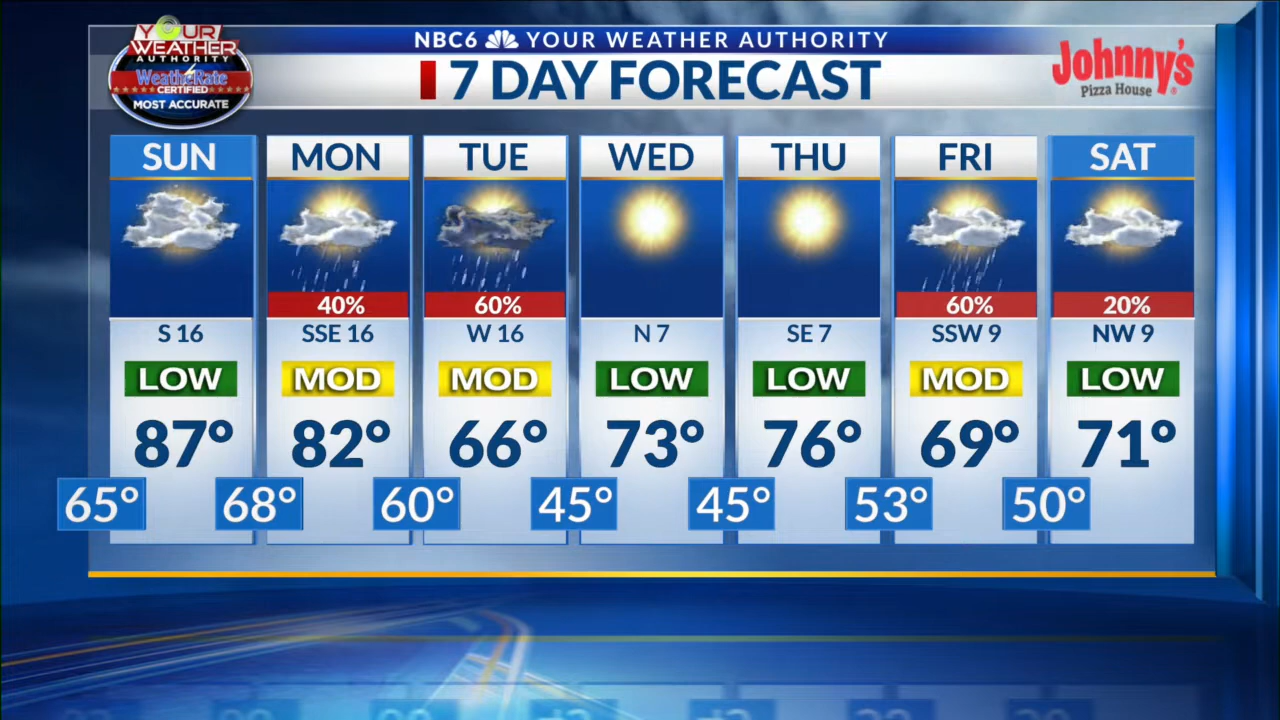 YOUR
WEATHER
AUTHORITY
WeatheRate
CERTIFIED
MOST ACCURATE
NBC6 YOUR WEATHER AUTHORITY
7 DAY FORECAST
Johnny's
Pizza House
SUN MON TUE WED THU FRI SAT
40% 60% 60% 20%
S 16 SSE 16 W 16 N 7 SE 7 SSW 9 NW 9
LOW MOD MOD LOW LOW MOD LOW
87° 82° 66° 73° 76° 69° 71°
65° 68° 60° 45° 45° 53° 50°